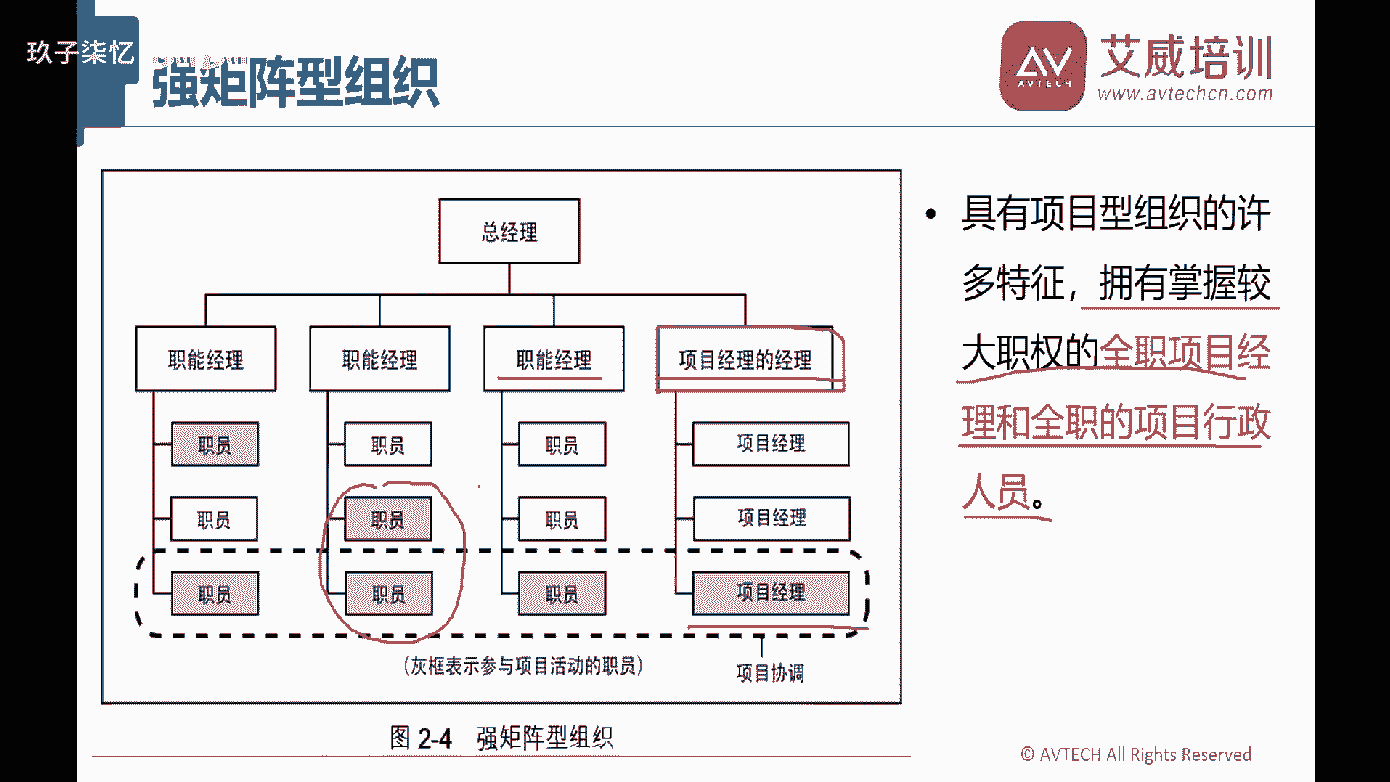 玖子柒忆
强矩阵型组织
AV
AVTECH
艾威培训
www.avtechcn.com
总经理
职能经理
职能经理
职能经理
项目经理的经理
职员
职员
职员
项目经理
职员
职员
职员
项目经理
职员
职员
职员
项目经理
(灰框表示参与项目活动的职员)
项目协调
图 2-4 强矩阵型组织
• 具有项目型组织的许
多特征，拥有掌握较
大职权的全职项目经
理和全职的项目行政
人员。
© AVTECH All Rights Reserved